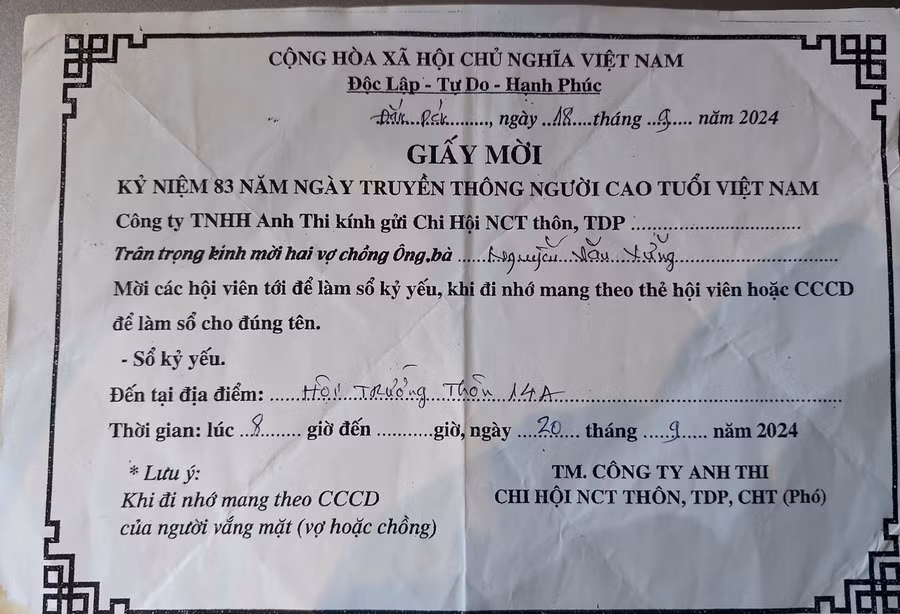 CỘNG HÒA XÃ HỘI CHỦ NGHĨA VIỆT NAM
Độc Lập - Tự Do - Hạnh Phúc
Đắk Pék, ngày 18 tháng 9 năm 2024
GIẤY MỜI
KỶ NIỆM 83 NĂM NGÀY TRUYỀN THÔNG NGƯỜI CAO TUỔI VIỆT NAM
Công ty TNHH Anh Thi kính gửi Chi Hội NCT thôn, TDP ..............................
Trân trọng kính mời hai vợ chồng Ông,bà ..... Nguyễn Văn ..............................
Mời các hội viên tới để làm sổ kỷ yếu, khi đi nhớ mang theo thẻ hội viên hoặc CCCD
để làm sổ cho đúng tên.
- Sổ kỷ yếu.
Đến tại địa điểm: ......Hội Trường Thôn 14A..............................
Thời gian: lúc ..8........ giờ đến ..........giờ, ngày ....20.... tháng .....9..... năm 2024
* Lưu ý:
Khi đi nhớ mang theo CCCD
của người vắng mặt (vợ hoặc chồng)
TM. CÔNG TY ANH THI
CHI HỘI NCT THÔN, TDP, CHT (Phó)